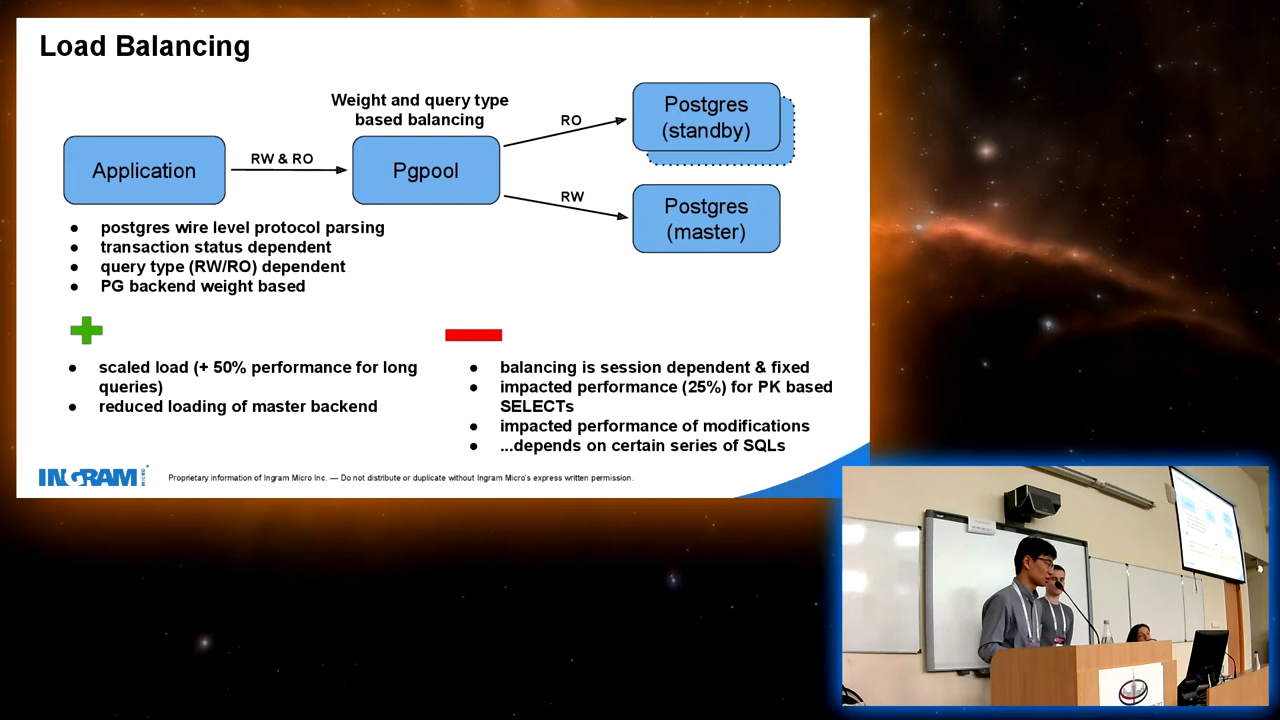 Load Balancing
Weight and query type
based balancing
Application
RW & RO
Pgpool
RO
RW
Postgres
(standby)
Postgres
(master)
● postgres wire level protocol parsing
● transaction status dependent
● query type (RW/RO) dependent
● PG backend weight based
● scaled load (+ 50% performance for long
queries)
● reduced loading of master backend
● balancing is session dependent & fixed
● impacted performance (25%) for PK based
SELECTs
● impacted performance of modifications
● ...depends on certain series of SQLs
INGRAM MICRO
Proprietary information of Ingram Micro Inc. — Do not distribute or duplicate without Ingram Micro's express written permission.